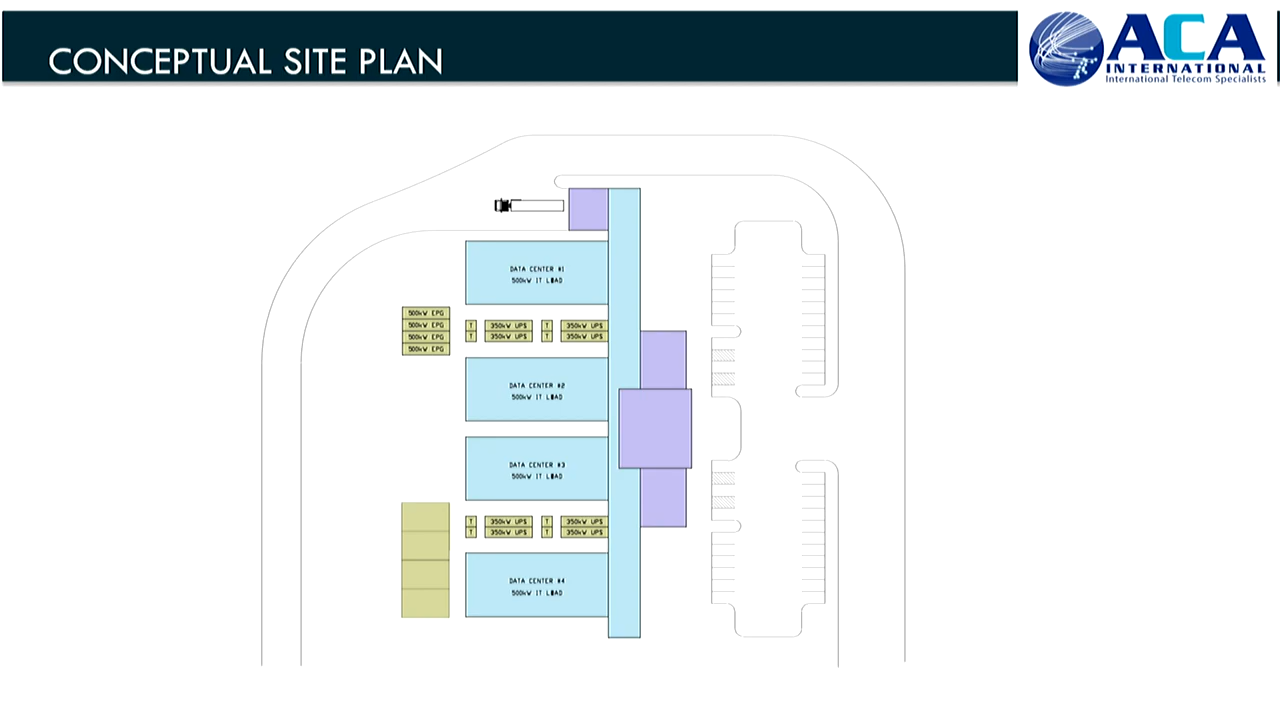 CONCEPTUAL SITE PLAN
ACA
INTERNATIONAL
International Telecom Specialists
DATA CENTER #1
500kW IT LOAD
500kW EPG
500kW EPG
500kW EPG
500kW EPG
T 350kW UPS T 350kW UPS
T 350kW UPS T 350kW UPS
DATA CENTER #2
500kW IT LOAD
DATA CENTER #3
500kW IT LOAD
T 350kW UPS T 350kW UPS
T 350kW UPS T 350kW UPS
DATA CENTER #4
500kW IT LOAD